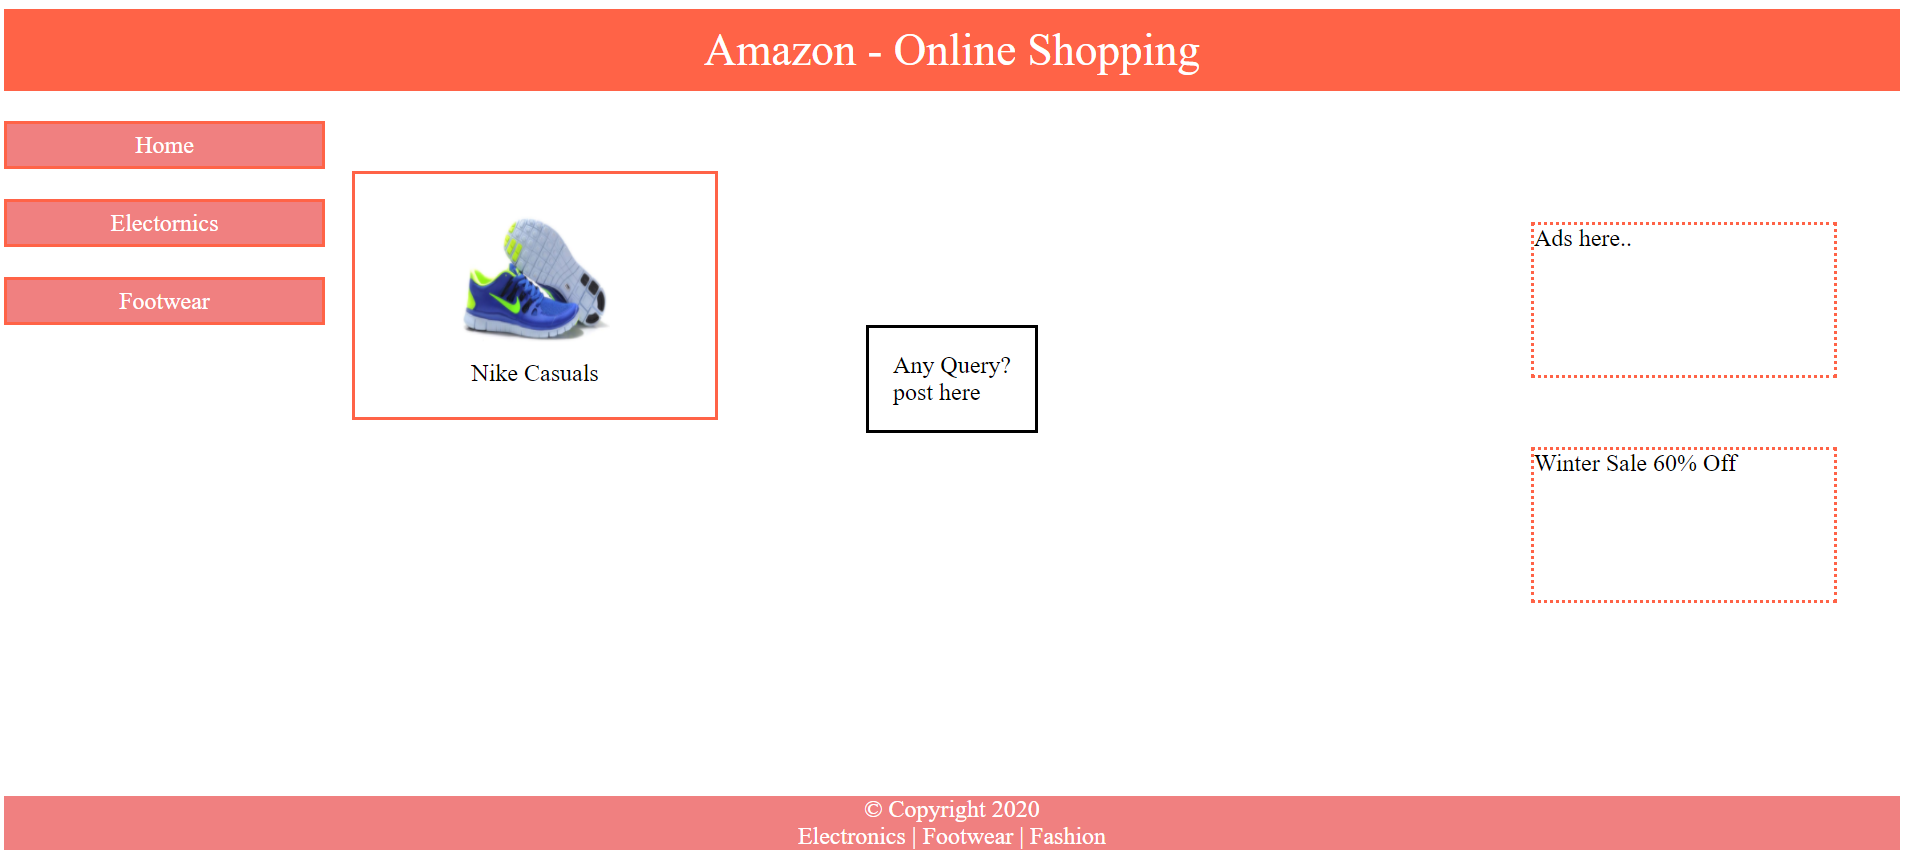 Amazon - Online Shopping
Home
Electornics
Footwear
Nike Casuals
Any Query?
post here
Ads here..
Winter Sale 60% Off
© Copyright 2020
Electronics | Footwear | Fashion